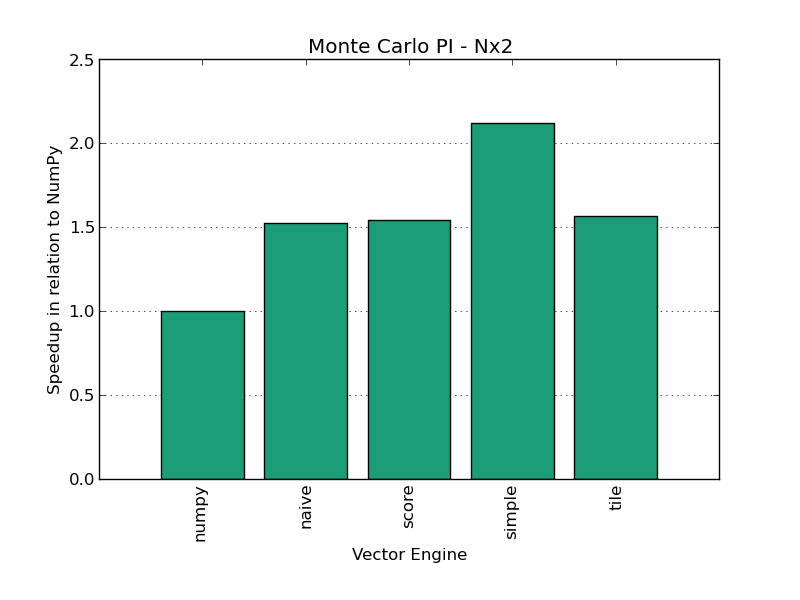 Monte Carlo PI - Nx2
Speedup in relation to NumPy
2.5
2.0
1.5
1.0
0.5
0.0
numpy
naive
score
simple
tile
Vector Engine